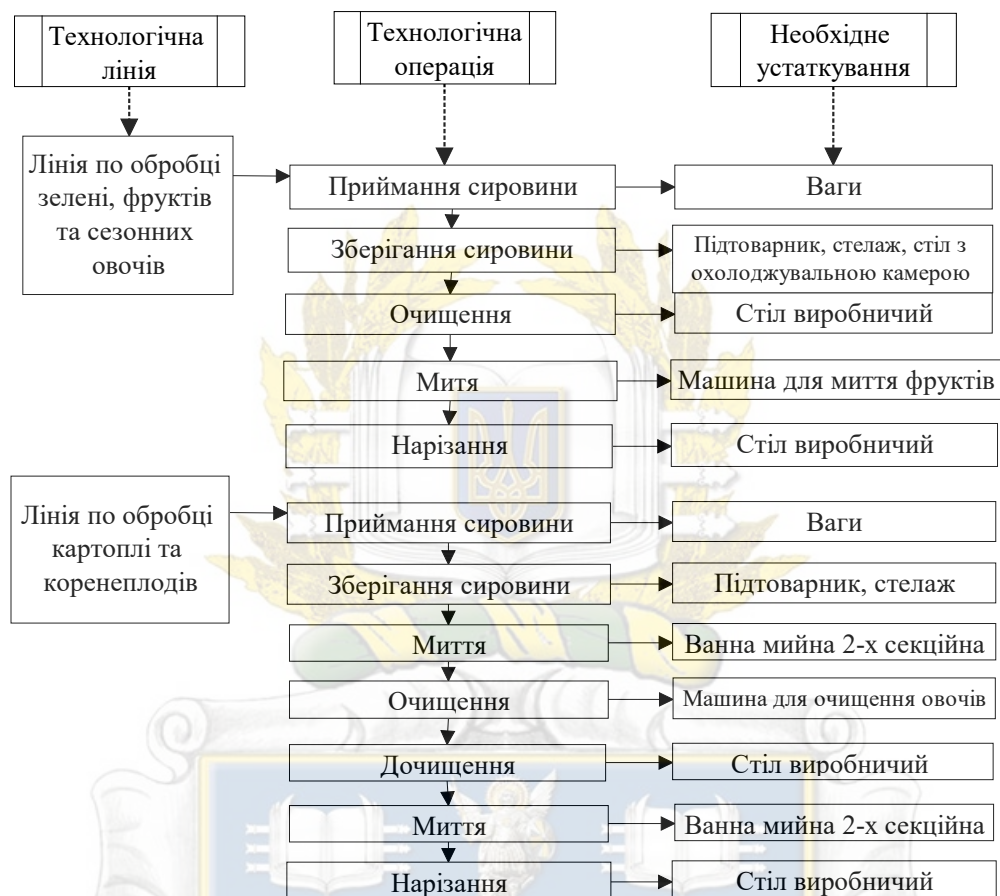 Технологічна
лінія
Технологічна
операція
Необхідне
устаткування
Лінія по обробці
зелені, фруктів
та сезонних
овочів
Приймання сировини
Ваги
Зберігання сировини
Підтоварник, стелаж, стіл з
охолоджувальною камерою
Очищення
Стіл виробничий
Митя
Машина для миття фруктів
Нарізання
Стіл виробничий
Лінія по обробці
картоплі та
коренеплодів
Приймання сировини
Ваги
Зберігання сировини
Підтоварник, стелаж
Миття
Ванна мийна 2-х секційна
Очищення
Машина для очищення овочів
Дочищення
Стіл виробничий
Миття
Ванна мийна 2-х секційна
Нарізання
Стіл виробничий